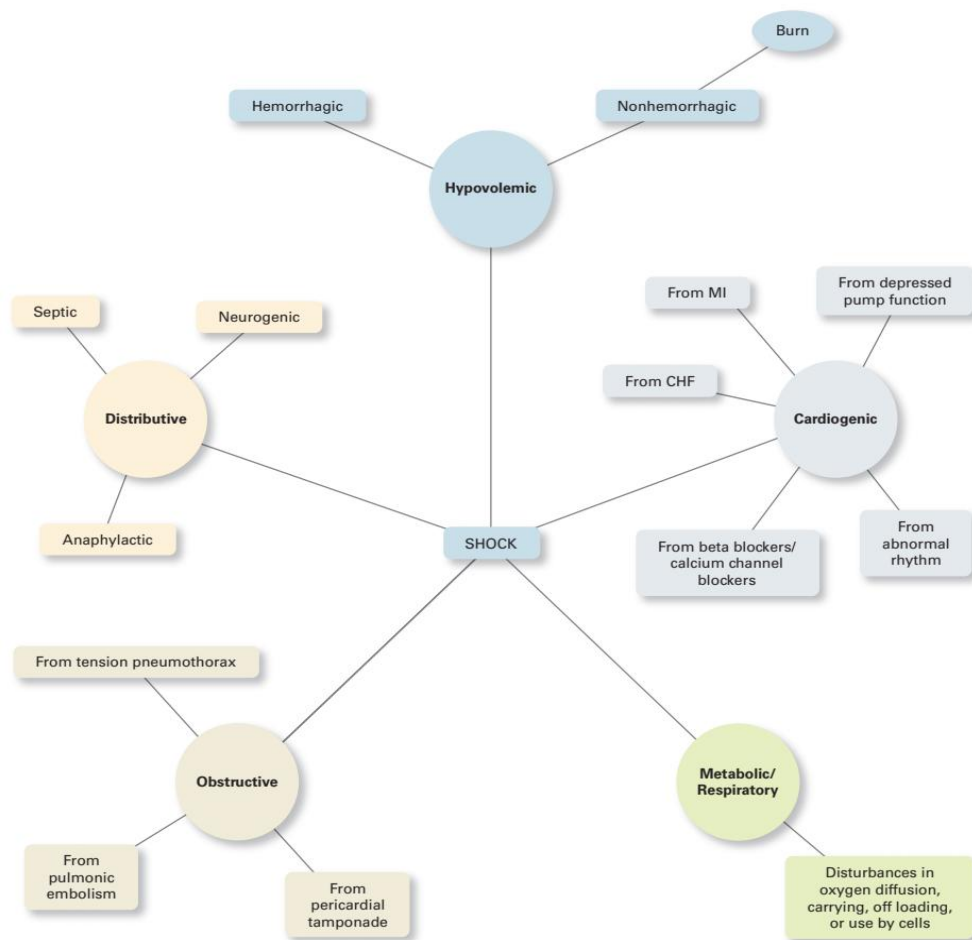 Burn
Hemorrhagic
Nonhemorrhagic
Hypovolemic
Septic
Neurogenic
Distributive
Anaphylactic
From MI
From depressed
pump function
From CHF
Cardiogenic
From beta blockers/
calcium channel
blockers
From
abnormal
rhythm
SHOCK
From tension pneumothorax
Obstructive
From
pulmonic
embolism
From
pericardial
tamponade
Metabolic/
Respiratory
Disturbances in
oxygen diffusion,
carrying, off loading,
or use by cells